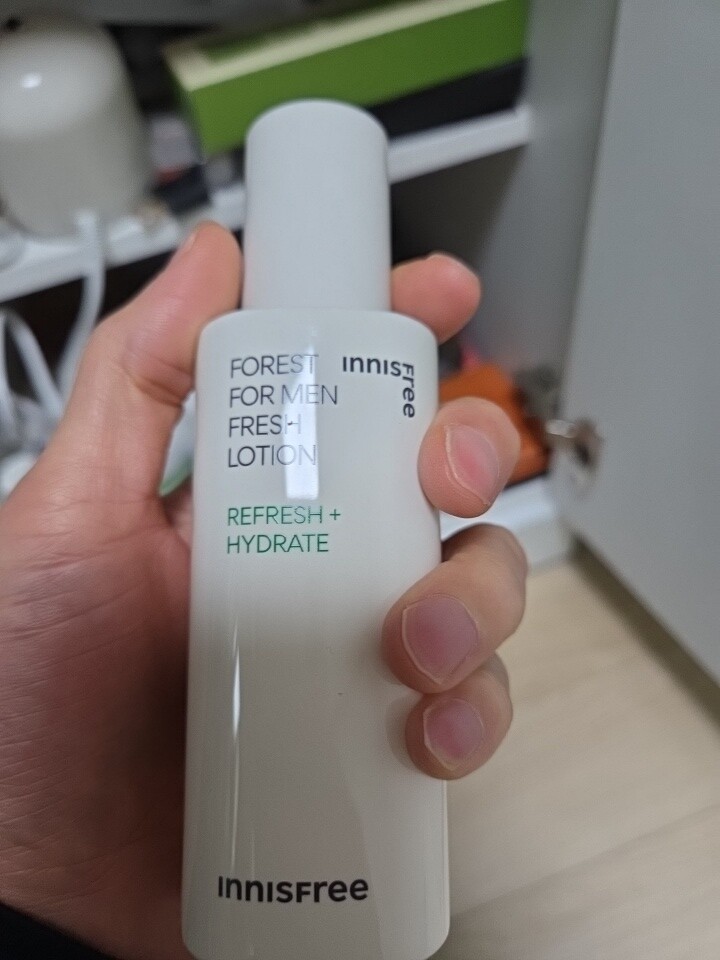 FOREST
FOR MEN
FRESH
LOTION
innisfree
REFRESH +
HYDRATE
innisfree